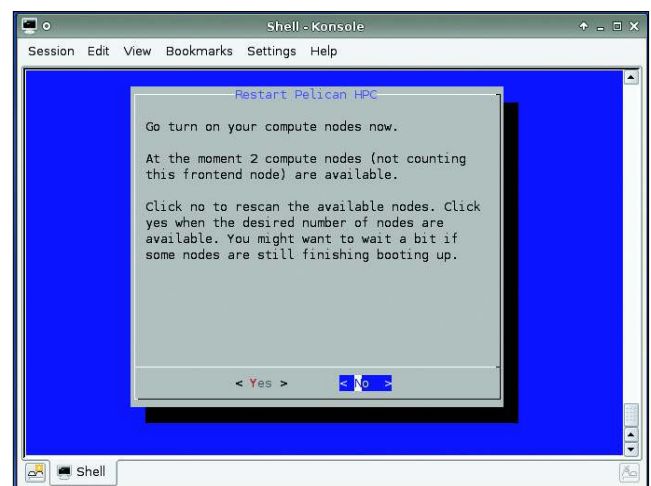 Shell - Konsole
Session Edit View Bookmarks Settings Help
Restart Pelican HPC
Go turn on your compute nodes now.
At the moment 2 compute nodes (not counting
this frontend node) are available.
Click no to rescan the available nodes. Click
yes when the desired number of nodes are
available. You might want to wait a bit if
some nodes are still finishing booting up.
< Yes > < No >
Shell